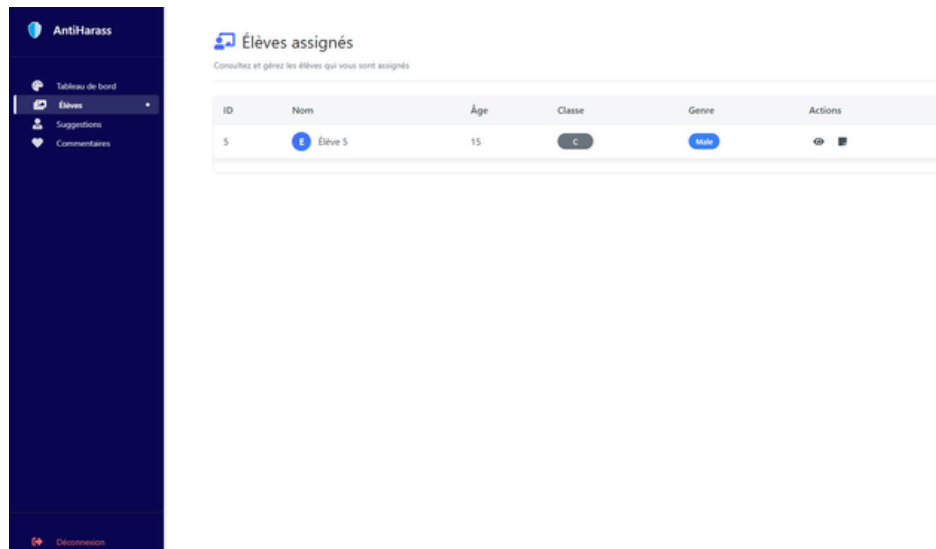 AntiHarass
Tableau de bord
Élèves
Suggestions
Commentaires
Déconnexion
Élèves assignés
Consultez et gérez les élèves qui vous sont assignés
ID Nom Âge Classe Genre Actions
5 E Élève 5 15 C Male